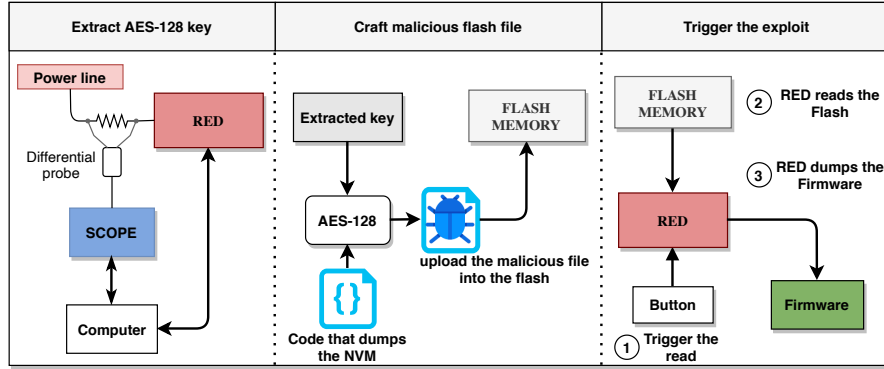 Extract AES-128 key
Power line
RED
Differential
probe
SCOPE
Computer
Craft malicious flash file
Extracted key
FLASH
MEMORY
AES-128
upload the malicious file
into the flash
{}
Code that dumps
the NVM
Trigger the exploit
FLASH
MEMORY
2 RED reads the
Flash
3 RED dumps the
Firmware
RED
Button
Firmware
1 Trigger the
read